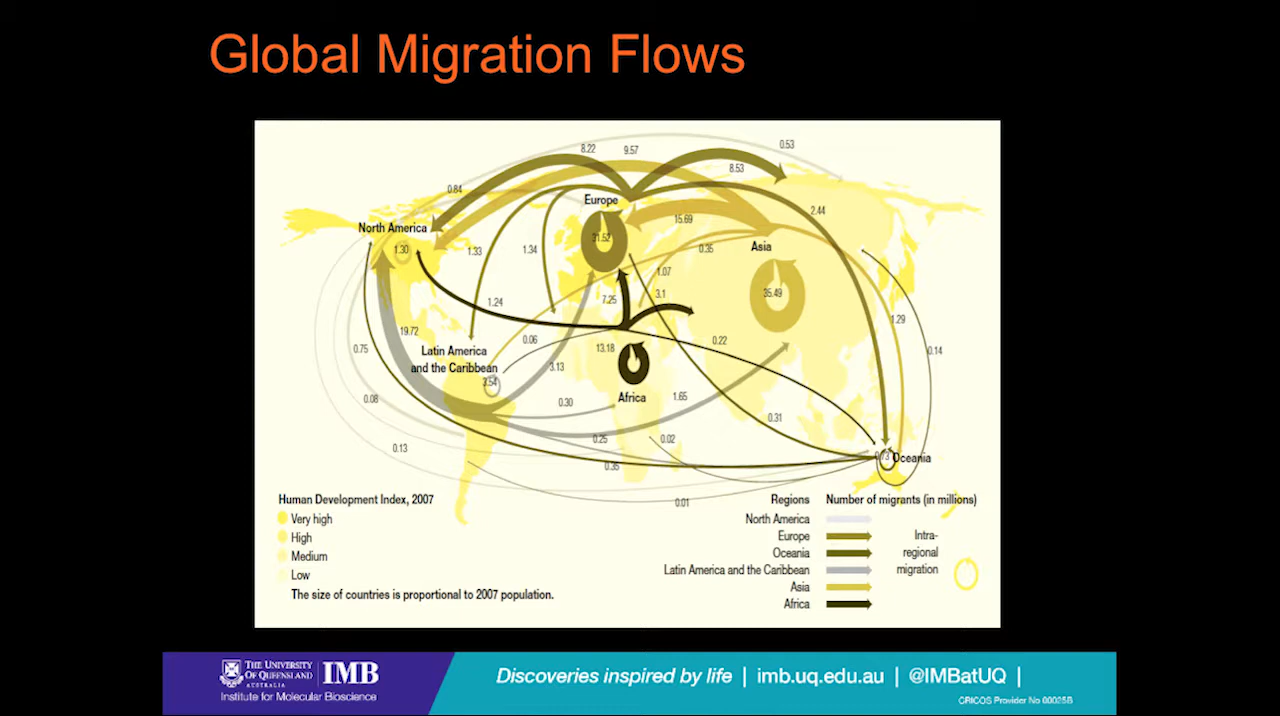 Global Migration Flows
8.22
9.57
0.53
8.53
0.84
Europe
2.44
North America
15.69
31.52
Asia
1.30
1.33
1.34
0.35
1.07
35.49
3.1
7.25
1.24
1.29
19.72
0.06
0.22
0.75
Latin America
and the Caribbean
13.18
0.14
3.13
3.54
Africa
1.65
0.08
0.30
0.31
0.25
0.02
0.13
Oceania
0.35
0.01
Human Development Index, 2007
Very high
High
Medium
Low
The size of countries is proportional to 2007 population.
Regions Number of migrants (in millions)
North America
Europe
Oceania
Latin America and the Caribbean
Asia
Africa
Intra-
regional
migration
THE UNIVERSITY
OF QUEENSLAND
AUSTRALIA
IMB
Institute for Molecular Bioscience
Discoveries inspired by life | imb.uq.edu.au | @IMBatUQ |
CRICOS Provider No 00025B